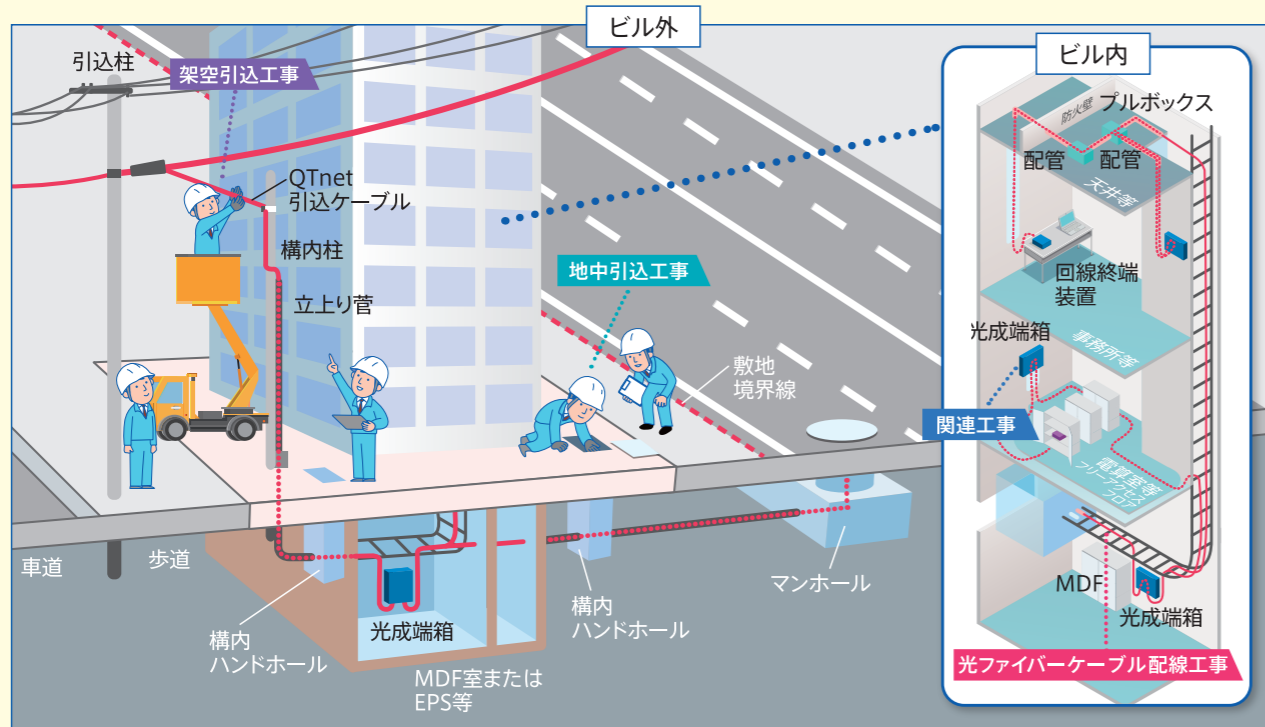 ビル外
引込柱
架空引込工事
QTnet
引込ケーブル
構内柱
立上り菅
地中引込工事
敷地
境界線
車道
歩道
構内
ハンドホール
光成端箱
MDF室または
EPS等
構内
ハンドホール
マンホール
ビル内
防火壁
プルボックス
配管
配管
天井等
回線終端
装置
事務所等
光成端箱
関連工事
電算室等
フリーアクセス
フロア
MDF
光成端箱
光ファイバーケーブル配線工事